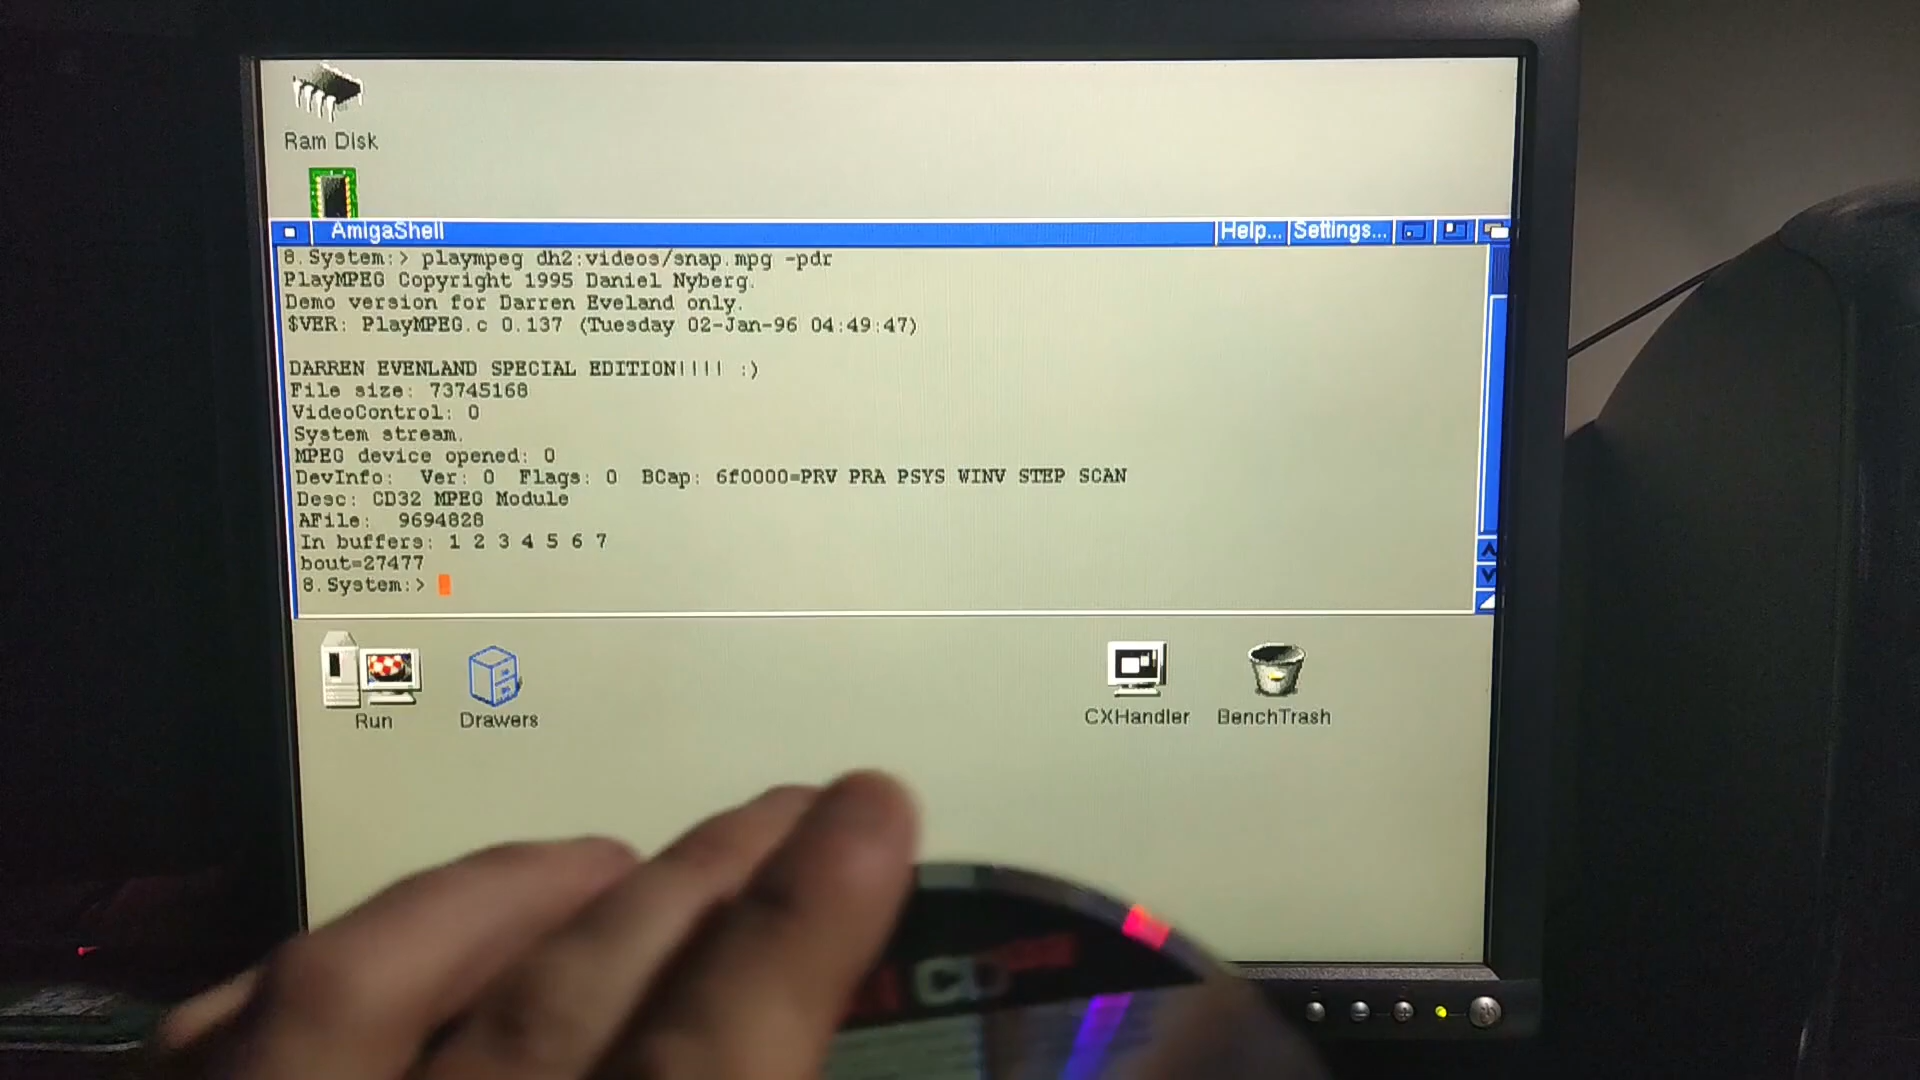 Ram Disk
AmigaShell
Help...
Settings...
8.System:> plaympeg dh2:videos/snap.mpg -pdr
PlayMPEG Copyright 1995 Daniel Nyberg.
Demo version for Darren Eveland only.
$VER: PlayMPEG.c 0.137 (Tuesday 02-Jan-96 04:49:47)
DARREN EVENLAND SPECIAL EDITION!!!! :)
File size: 73745168
VideoControl: 0
System stream.
MPEG device opened: 0
DevInfo: Ver: 0 Flags: 0 BCap: 6f0000=PRV PRA PSYS WINV STEP SCAN
Desc: CD32 MPEG Module
AFile: 9694828
In buffers: 1 2 3 4 5 6 7
bout=27477
8.System:>
Run
Drawers
CXHandler
BenchTrash
CD